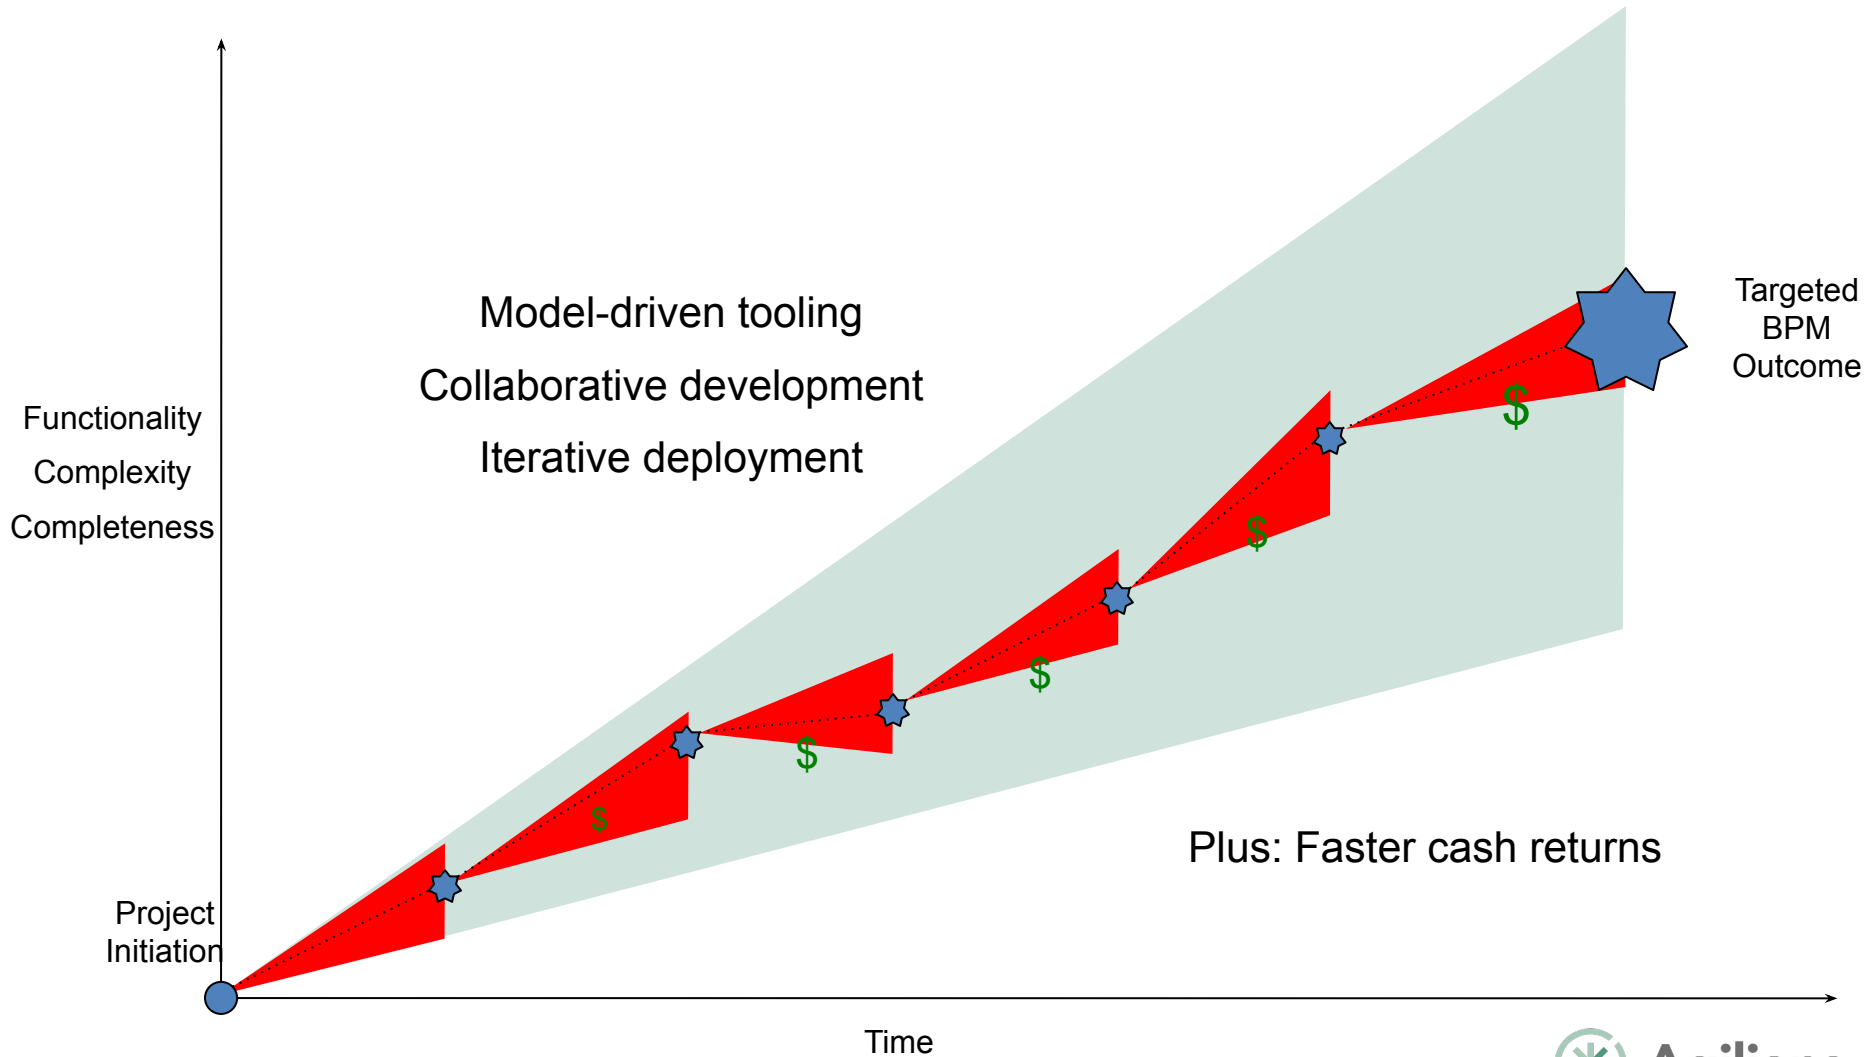 Model-driven tooling
Collaborative development
Iterative deployment
Targeted
BPM
Outcome
Functionality
Complexity
Completeness
$
$
$
$
$
Plus: Faster cash returns
Project
Initiation
Time